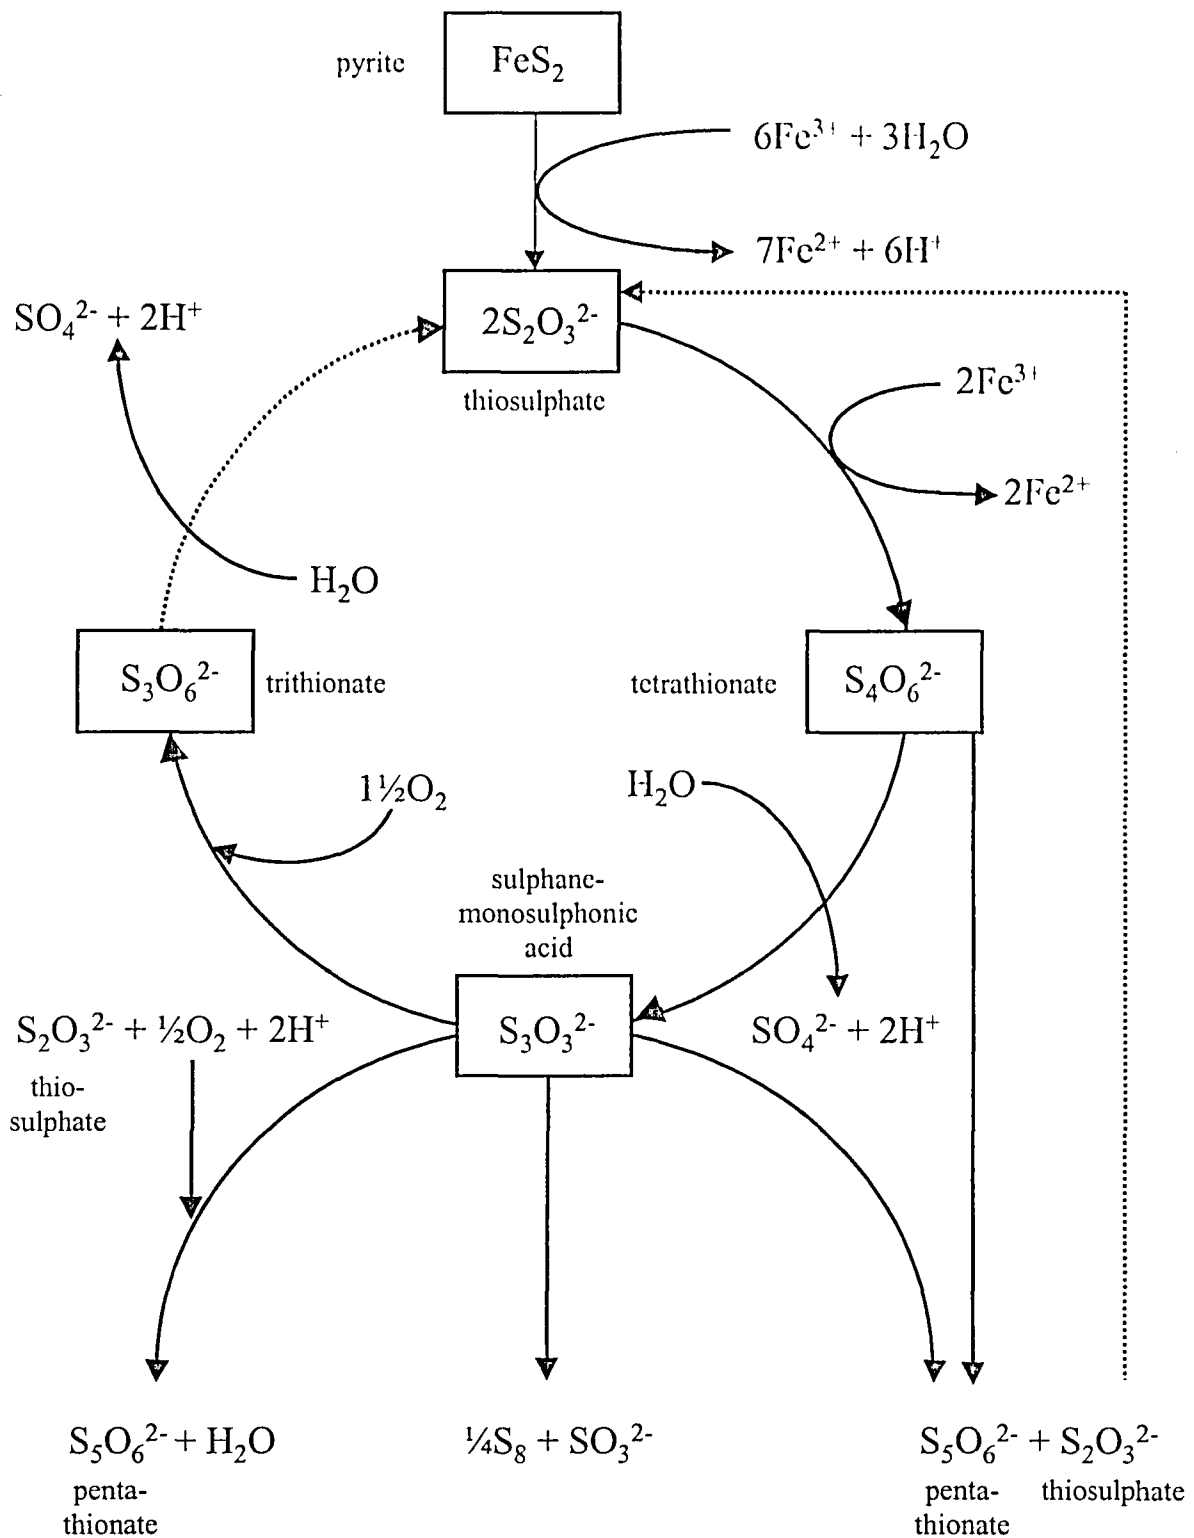 pyrite
FeS₂
6Fe³⁺ + 3H₂O
7Fe²⁺ + 6H⁺
SO₄²⁻ + 2H⁺
2S₂O₃²⁻
thiosulphate
2Fe³⁺
2Fe²⁺
H₂O
S₃O₆²⁻
trithionate
tetrathionate
S₄O₆²⁻
1½O₂
H₂O
sulphane-
monosulphonic
acid
S₂O₃²⁻ + ½O₂ + 2H⁺
thio-
sulphate
S₃O₃²⁻
SO₄²⁻ + 2H⁺
S₅O₆²⁻ + H₂O
penta-
thionate
¼S₈ + SO₃²⁻
S₅O₆²⁻ + S₂O₃²⁻
penta-
thionate
thiosulphate